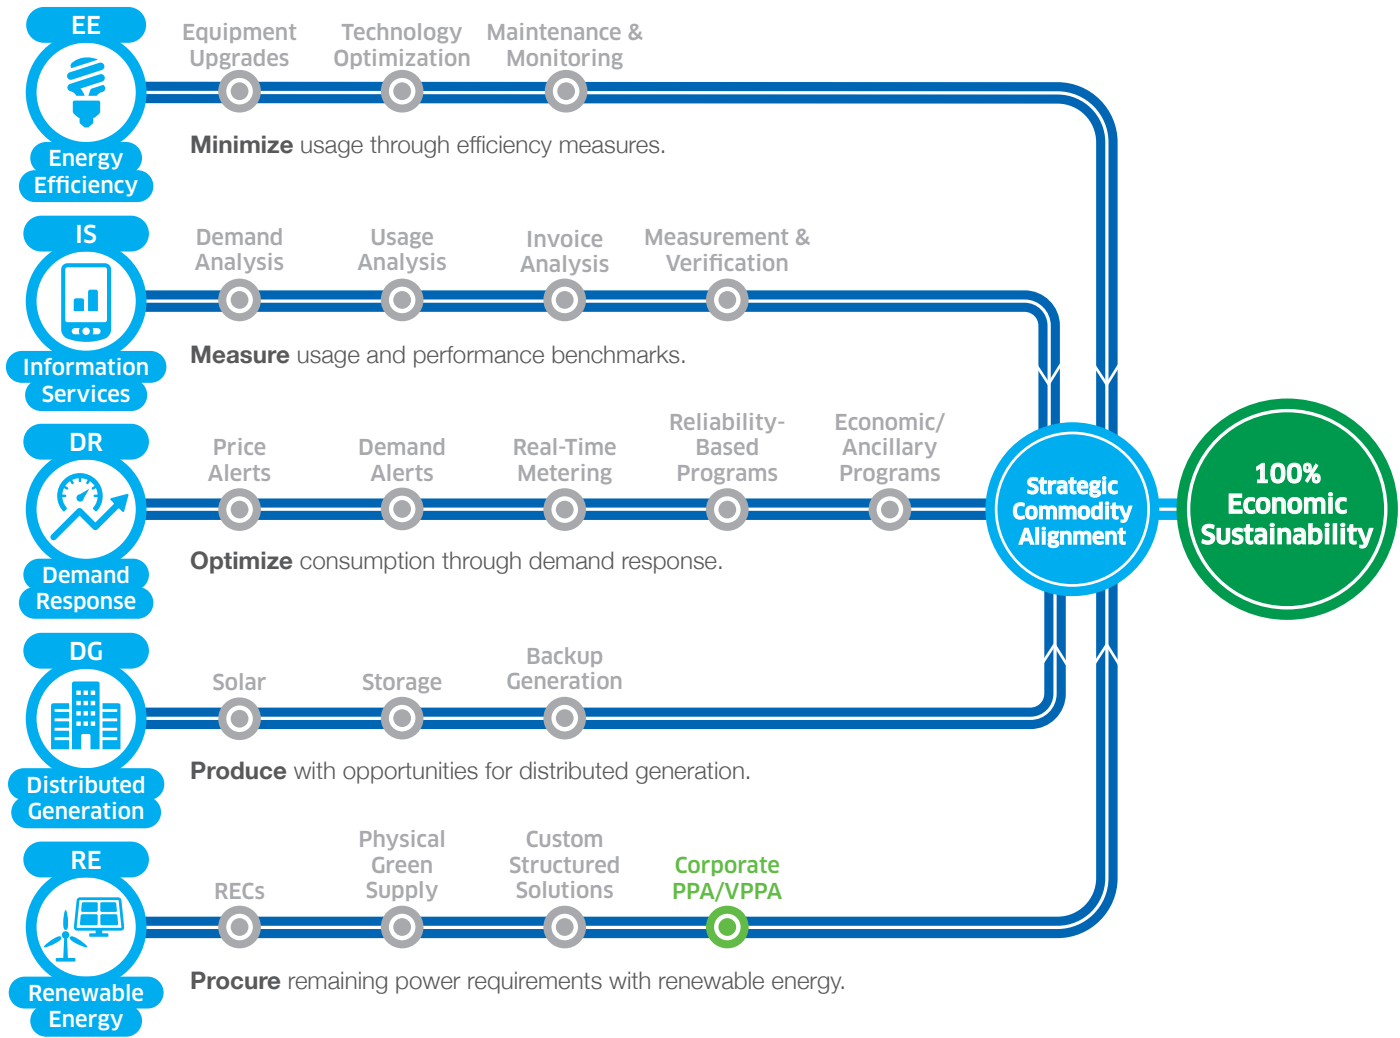 EE
Energy
Efficiency
Equipment
Upgrades
Technology
Optimization
Maintenance &
Monitoring
Minimize usage through efficiency measures.
IS
Information
Services
Demand
Analysis
Usage
Analysis
Invoice
Analysis
Measurement &
Verification
Measure usage and performance benchmarks.
DR
Demand
Response
Price
Alerts
Demand
Alerts
Real-Time
Metering
Reliability-
Based
Programs
Economic/
Ancillary
Programs
Optimize consumption through demand response.
DG
Distributed
Generation
Solar
Storage
Backup
Generation
Produce with opportunities for distributed generation.
RE
Renewable
Energy
RECs
Physical
Green
Supply
Custom
Structured
Solutions
Corporate
PPA/VPPA
Procure remaining power requirements with renewable energy.
Strategic
Commodity
Alignment
100%
Economic
Sustainability